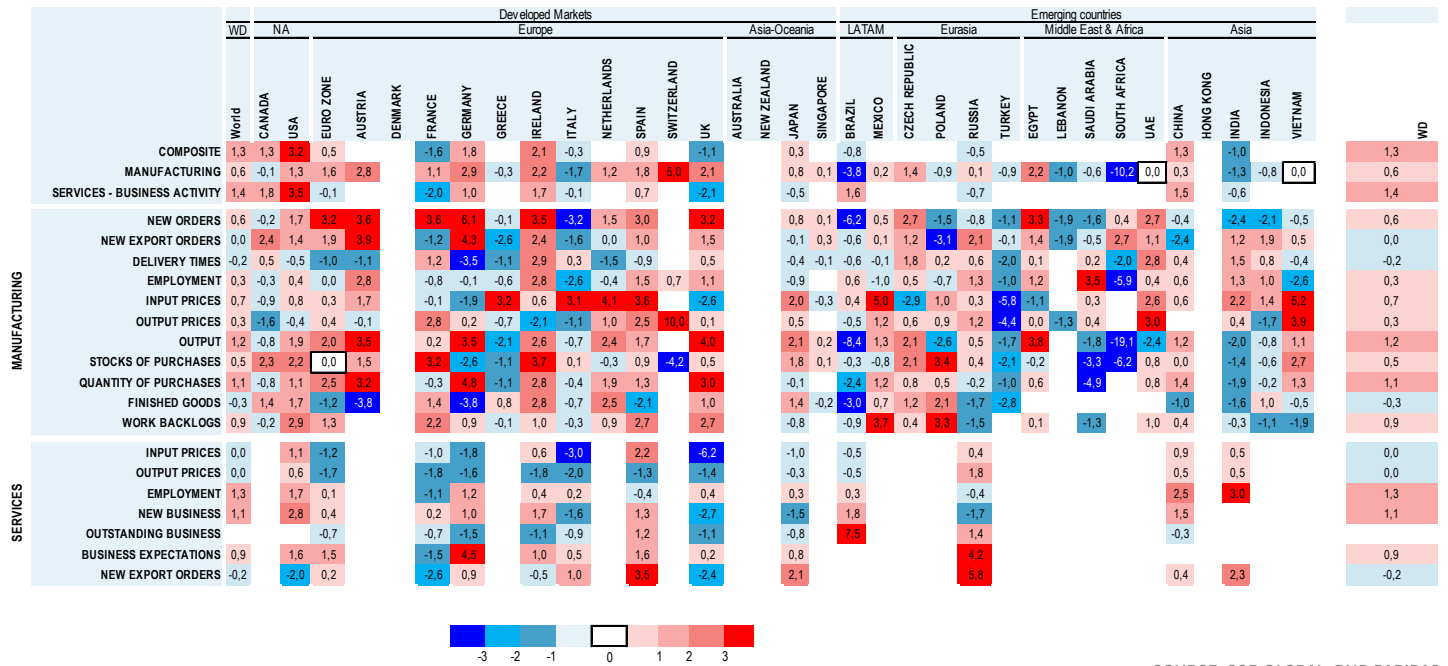 Developed Markets Emerging countries
WD NA Europe Asia-Oceania LATAM Eurasia Middle East & Africa Asia
World CANADA USA EURO ZONE AUSTRIA DENMARK FRANCE GERMANY GREECE IRELAND ITALY NETHERLANDS SPAIN SWITZERLAND UK AUSTRALIA NEW ZEALAND JAPAN SINGAPORE BRAZIL MEXICO CZECH REPUBLIC POLAND RUSSIA TURKEY EGYPT LEBANON SAUDI ARABIA SOUTH AFRICA UAE CHINA HONG KONG INDIA INDONESIA VIETNAM WD
COMPOSITE 1,3 1,3 3,2 0,5 -1,6 1,8 2,1 -0,3 0,9 -1,1 0,3 -0,8 -0,5 1,3 -1,0 1,3
MANUFACTURING 0,6 -0,1 1,3 1,6 2,8 1,1 2,9 -0,3 2,2 -1,7 1,2 1,8 5,0 2,1 0,8 0,1 -3,8 0,2 1,4 -0,9 0,1 -0,9 2,2 -1,0 -0,6 -10,2 0,0 0,3 -1,3 -0,8 0,0 0,6
SERVICES - BUSINESS ACTIVITY 1,4 1,8 3,5 -0,1 -2,0 1,0 1,7 -0,1 0,7 -2,1 -0,5 1,6 -0,7 1,5 -0,6 1,4
MANUFACTURING
NEW ORDERS 0,6 -0,2 1,7 3,2 3,6 3,6 6,1 -0,1 3,5 -3,2 1,5 3,0 3,2 0,8 0,1 -6,2 0,5 2,7 -1,5 -0,8 -1,1 3,3 -1,9 -1,6 0,4 2,7 -0,4 -2,4 -2,1 -0,5 0,6
NEW EXPORT ORDERS 0,0 2,4 1,4 1,9 3,9 -1,2 4,3 -2,6 2,4 -1,6 0,0 1,0 1,5 -0,1 0,3 -0,6 0,1 1,2 -3,1 2,1 -0,1 1,4 -1,9 -0,5 2,7 1,1 -2,4 1,2 1,9 0,5 0,0
DELIVERY TIMES -0,2 0,5 -0,5 -1,0 -1,1 1,2 -3,5 -1,1 2,9 0,3 -1,5 -0,9 0,5 -0,4 -0,1 -0,6 -0,1 1,8 0,2 0,6 -2,0 0,1 0,2 -2,0 2,8 0,4 1,5 0,8 -0,4 -0,2
EMPLOYMENT 0,3 -0,3 0,4 0,0 2,8 -0,8 -0,1 -0,6 2,8 -2,6 -0,4 1,5 0,7 1,1 -0,9 0,6 -1,0 0,5 -0,7 1,3 -1,0 1,2 3,5 -5,9 0,4 0,6 1,3 1,0 -2,6 0,3
INPUT PRICES 0,7 -0,9 0,8 0,3 1,7 -0,1 -1,9 3,2 0,6 3,1 4,1 3,6 -2,6 2,0 -0,3 0,4 5,0 -2,9 1,0 0,3 -5,8 -1,1 0,3 2,6 0,6 2,2 1,4 5,2 0,7
OUTPUT PRICES 0,3 -1,6 -0,4 0,4 -0,1 2,8 0,2 -0,7 -2,1 -1,1 1,0 2,5 10,0 0,1 0,5 -0,5 1,2 0,6 0,9 1,2 -4,4 0,0 -1,3 0,4 3,0 0,4 -1,7 3,9 0,3
OUTPUT 1,2 -0,8 1,9 2,0 3,5 0,2 3,5 -2,1 2,6 -0,7 2,4 1,7 4,0 2,1 0,2 -8,4 1,3 2,1 -2,6 0,5 -1,7 3,8 -1,8 -19,1 -2,4 1,2 -2,0 -0,8 1,1 1,2
STOCKS OF PURCHASES 0,5 2,3 2,2 0,0 1,5 3,2 -2,6 -1,1 3,7 0,1 -0,3 0,9 -4,2 0,5 1,8 0,1 -0,3 -0,8 2,1 3,4 0,4 -1,1 -0,2 -3,3 -6,2 0,8 0,0 -1,4 -0,6 2,7 0,5
QUANTITY OF PURCHASES 1,1 -0,8 1,1 2,5 3,2 -0,3 4,8 -1,1 2,8 -0,4 1,9 1,3 3,0 -0,1 -2,4 1,2 0,8 0,5 -0,2 -1,0 0,6 -4,9 0,8 1,4 -1,9 -0,2 1,3 1,1
FINISHED GOODS -0,3 1,4 1,7 -1,2 -3,8 1,4 -3,8 0,8 2,8 -0,7 2,5 -2,1 1,0 1,4 -0,2 -3,0 0,7 1,2 2,1 -1,7 -2,8 -1,0 -1,6 1,0 -0,5 -0,3
WORK BACKLOGS 0,9 -0,2 2,9 1,3 2,2 0,9 -0,1 1,0 -0,3 0,9 2,7 2,7 -0,8 -0,9 3,7 0,4 3,3 -1,5 0,1 -1,3 1,0 0,4 -0,3 -1,1 -1,9 0,9
SERVICES
INPUT PRICES 0,0 1,1 -1,2 -1,0 -1,8 0,6 -3,0 2,2 -6,2 -1,0 -0,5 0,4 0,9 0,5 0,0
OUTPUT PRICES 0,0 0,6 -1,7 -1,8 -1,6 -1,8 -2,0 -1,3 -1,4 -0,3 -0,5 1,8 0,5 0,5 0,0
EMPLOYMENT 1,3 1,7 0,1 -1,1 1,2 0,4 0,2 -0,4 0,4 0,3 0,3 -0,4 2,5 3,0 1,3
NEW BUSINESS 1,1 2,8 0,4 0,2 1,0 1,7 -1,6 1,3 -2,7 -1,5 1,8 -1,7 1,5 1,1
OUTSTANDING BUSINESS -0,7 -0,7 -1,5 -1,1 -0,9 1,2 -1,1 -0,8 7,5 1,4 -0,3
BUSINESS EXPECTATIONS 0,9 1,6 1,5 -1,5 4,5 1,0 0,5 1,6 0,2 0,8 4,2 0,9
NEW EXPORT ORDERS -0,2 -2,0 0,2 -2,6 0,9 -0,5 1,0 3,5 -2,4 2,1 5,8 0,4 2,3 -0,2
-3 -2 -1 0 1 2 3